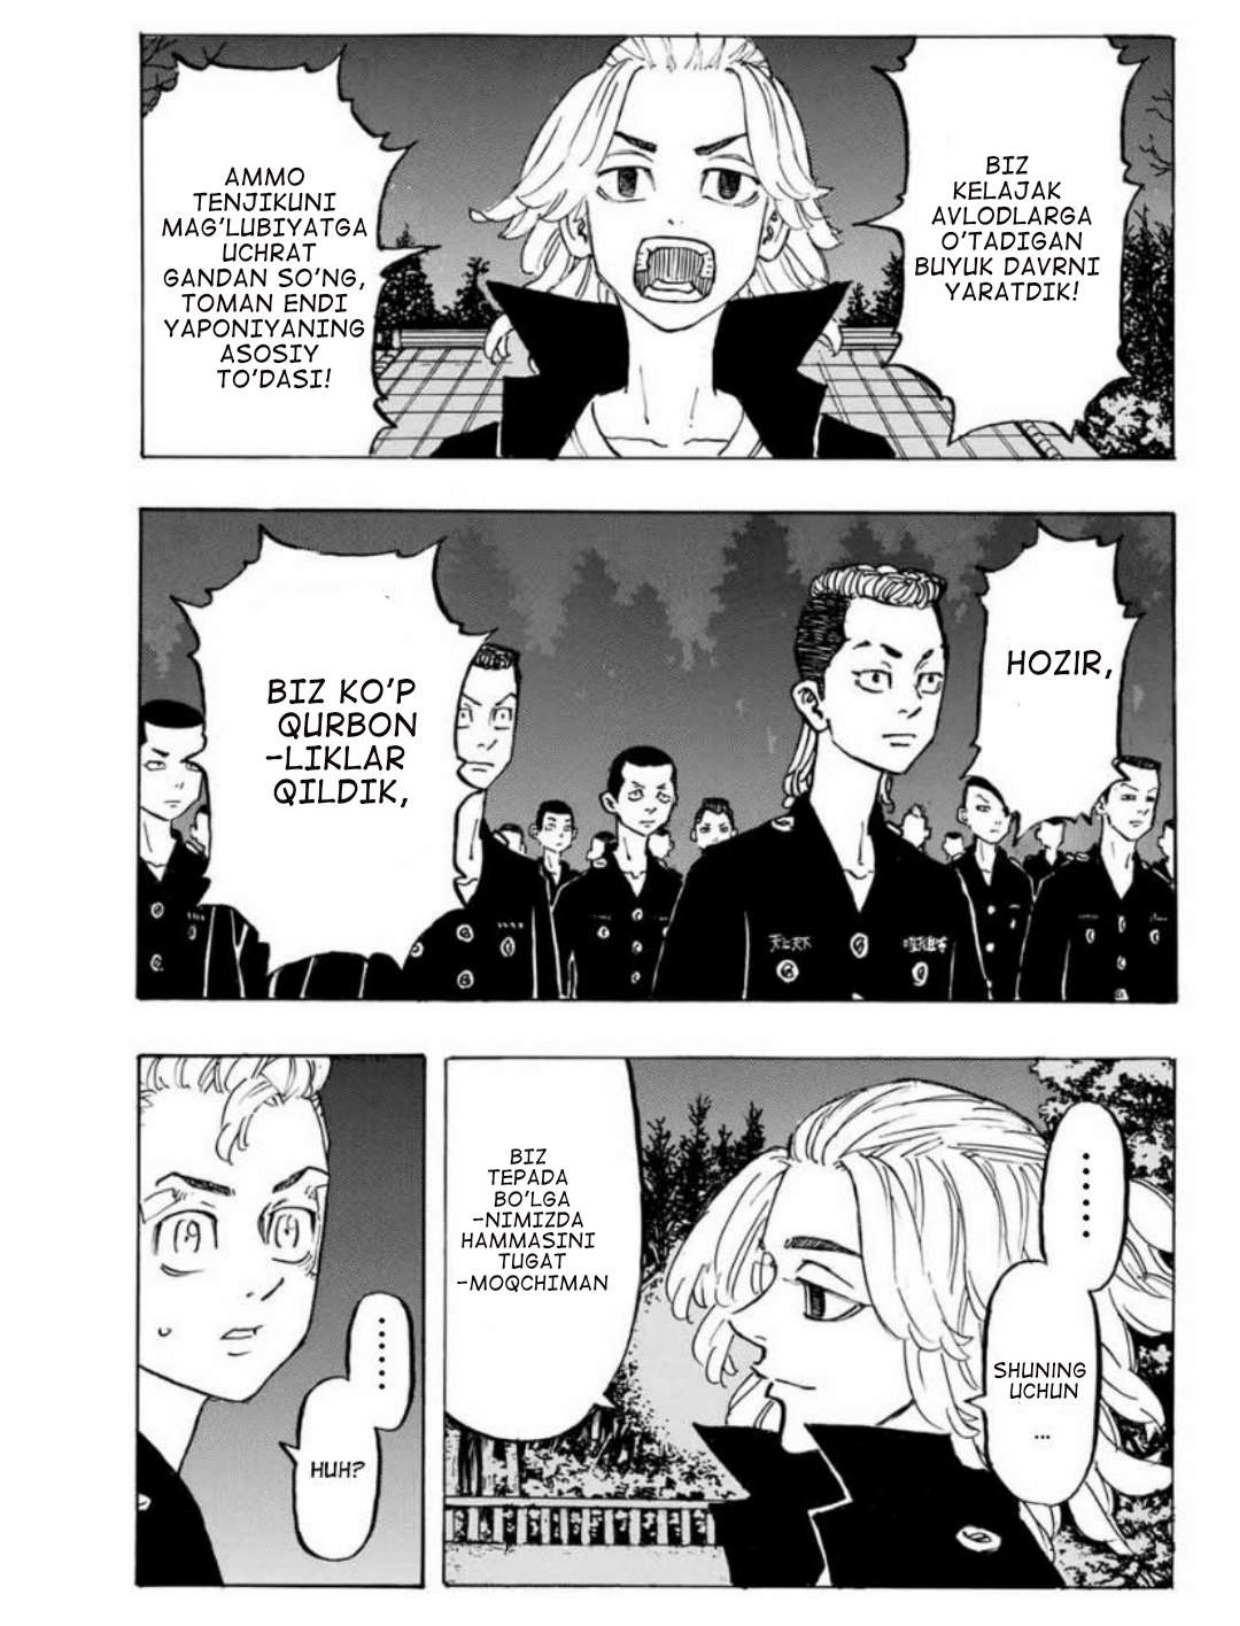 BIZ
KELAJAK
AVLODLARGA
O'TADIGAN
BUYUK DAVRNI
YARATDIK!
AMMO
TENJIKUNI
MAG'LUBIYATGA
UCHRAT
GANDAN SO'NG,
TOMAN ENDI
YAPONIYANING
ASOSIY
TO'DASI!
HOZIR,
BIZ KO'P
QURBON
-LIKLAR
QILDIK,
......
SHUNING
UCHUN
...
BIZ
TEPADA
BO'LGA
-NIMIZDA
HAMMASINI
TUGAT
-MOQCHIMAN
......
HUH?